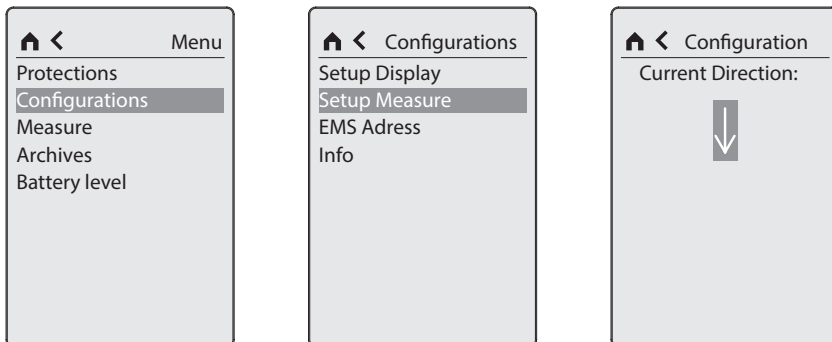 Menu
Protections
Configurations
Measure
Archives
Battery level
Configurations
Setup Display
Setup Measure
EMS Adress
Info
Configuration
Current Direction: